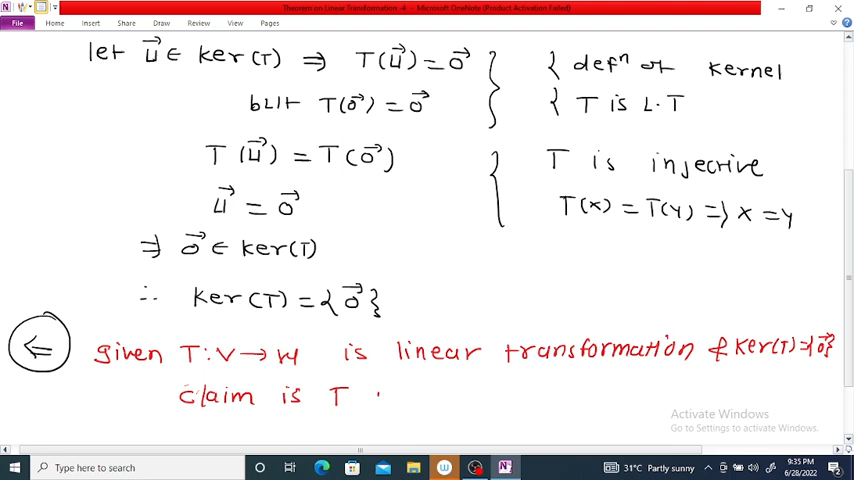 Theorem on Linear Transformation -4 - Microsoft OneNote (Product Activation Failed)
File Home Insert Draw History Review View Pages
let u⃗ ∈ Ker(T) ⇒ T(u⃗) = 0⃗ { defⁿ of kernel
but T(0⃗) = 0⃗ { T is L.T
T(u⃗) = T(0⃗) T is injective
u⃗ = 0⃗ T(x) = T(y) ⇒ x = y
⇒ 0⃗ ∈ Ker(T)
∴ Ker(T) = {0⃗}
⇐ given T: V → W is linear transformation & Ker(T)={0⃗}
claim is T
Activate Windows
Go to Settings to activate Windows.
Type here to search
31°C Partly sunny
9:35 PM
6/28/2022